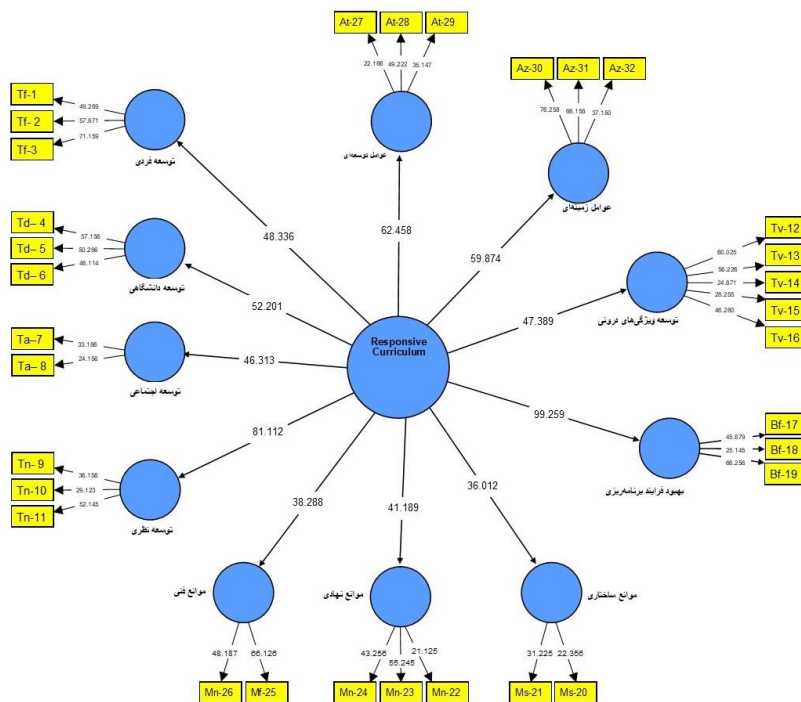 At-27 At-28 At-29
22.186 49.222 35.147
عوامل توسعه‌ای
Az-30 Az-31 Az-32
76.258 66.158 37.150
عوامل زمینه‌ای
Tf-1
Tf- 2
Tf-3
49.289
57.871
71.159
توسعه فردی
Td– 4
Td– 5
Td– 6
57.156
50.286
46.114
توسعه دانشگاهی
Ta–7
Ta– 8
33.186
24.156
توسعه اجتماعی
Tn- 9
Tn-10
Tn-11
36.156
29.123
52.145
توسعه نظری
Tv-12
Tv-13
Tv-14
Tv-15
Tv-16
60.025
56.226
24.871
28.255
46.280
توسعه ویژگی‌های درونی
Bf-17
Bf-18
Bf-19
45.879
25.145
66.256
بهبود فرایند برنامه‌ریزی
Responsive
Curriculum
48.336
62.458
59.874
52.201
47.389
46.313
99.259
81.112
38.288
41.189
36.012
موانع فنی
48.187 66.126
Mn-26 Mf-25
موانع نهادی
43.256 55.245 21.125
Mn-24 Mn-23 Mn-22
موانع ساختاری
31.225 22.356
Ms-21 Ms-20